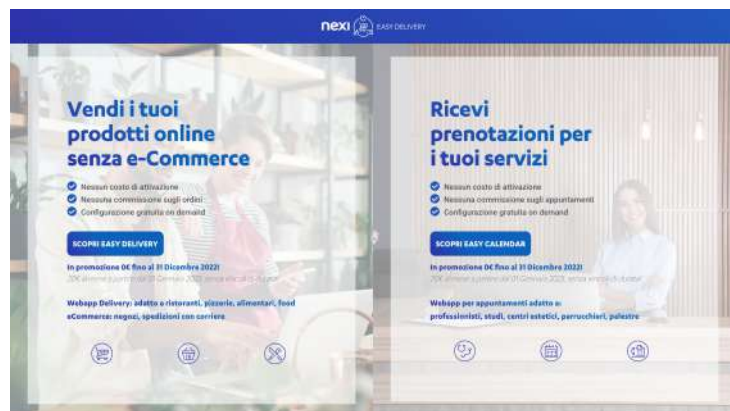 nexi EASY DELIVERY
Vendi i tuoi
prodotti online
senza e-Commerce
Nessun costo di attivazione
Nessuna commissione sugli ordini
Configurazione gratuita on demand
SCOPRI EASY DELIVERY
In promozione 0€ fino al 31 Dicembre 2022!
Webapp Delivery: adatto a ristoranti, pizzerie, alimentari, food
eCommerce: negozi, spedizioni con corriere
Ricevi
prenotazioni per
i tuoi servizi
Nessun costo di attivazione
Nessuna commissione sugli appuntamenti
Configurazione gratuita on demand
SCOPRI EASY CALENDAR
In promozione 0€ fino al 31 Dicembre 2022!
Webapp per appuntamenti adatto a:
professionisti, studi, centri estetici, parrucchieri, palestre